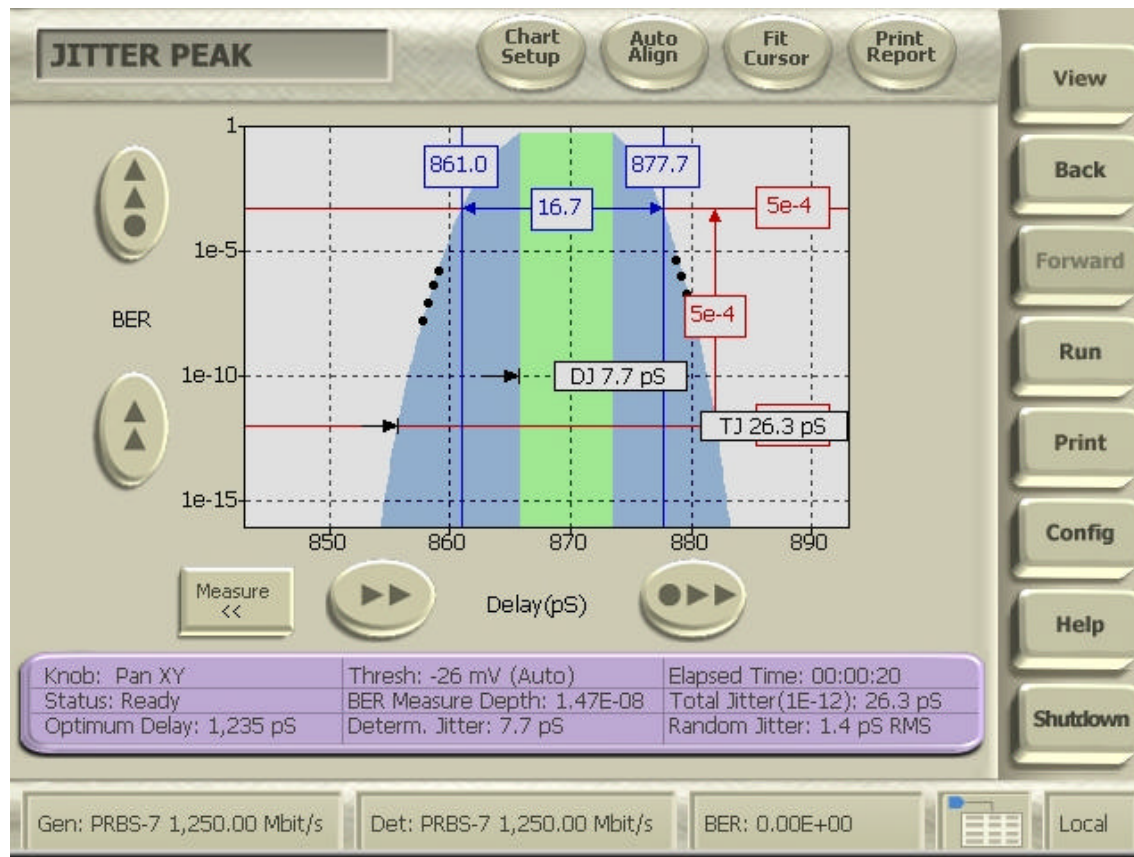 JITTER PEAK
Chart
Setup
Auto
Align
Fit
Cursor
Print
Report
View
Back
Forward
Run
Print
Config
Help
Shutdown
1
861.0
877.7
16.7
5e-4
1e-5
5e-4
BER
1e-10
DJ 7.7 pS
TJ 26.3 pS
1e-15
850
860
870
880
890
Measure
<<
Delay(pS)
Knob: Pan XY
Thresh: -26 mV (Auto)
Elapsed Time: 00:00:20
Status: Ready
BER Measure Depth: 1.47E-08
Total Jitter(1E-12): 26.3 pS
Optimum Delay: 1,235 pS
Determ. Jitter: 7.7 pS
Random Jitter: 1.4 pS RMS
Gen: PRBS-7 1,250.00 Mbit/s
Det: PRBS-7 1,250.00 Mbit/s
BER: 0.00E+00
Local